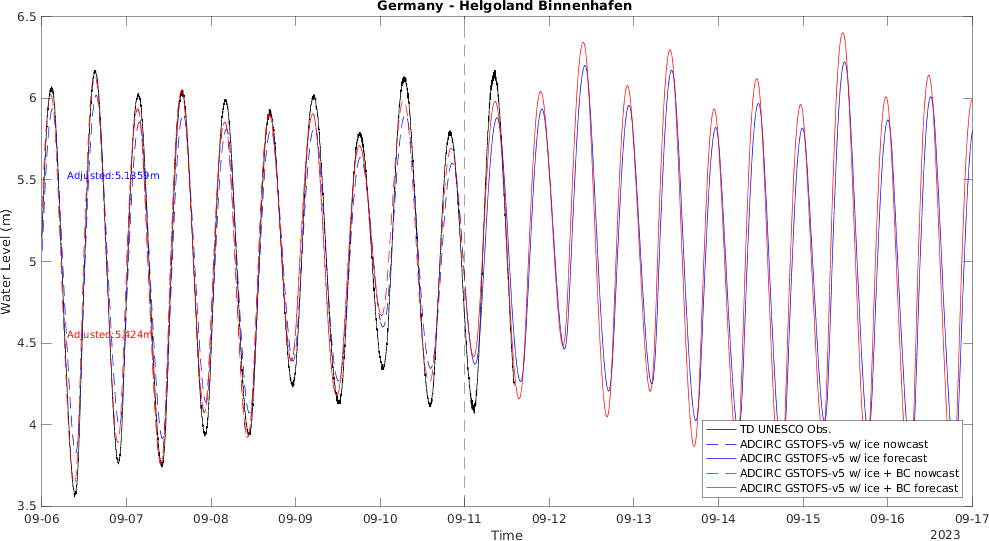 Germany - Helgoland Binnenhafen
6.5
6
5.5
5
4.5
4
3.5
Water Level (m)
Adjusted:5.1359m
Adjusted:5.424m
TD UNESCO Obs.
ADCIRC GSTOFS-v5 w/ ice nowcast
ADCIRC GSTOFS-v5 w/ ice forecast
ADCIRC GSTOFS-v5 w/ ice + BC nowcast
ADCIRC GSTOFS-v5 w/ ice + BC forecast
09-06 09-07 09-08 09-09 09-10 09-11 09-12 09-13 09-14 09-15 09-16 09-17
Time
2023